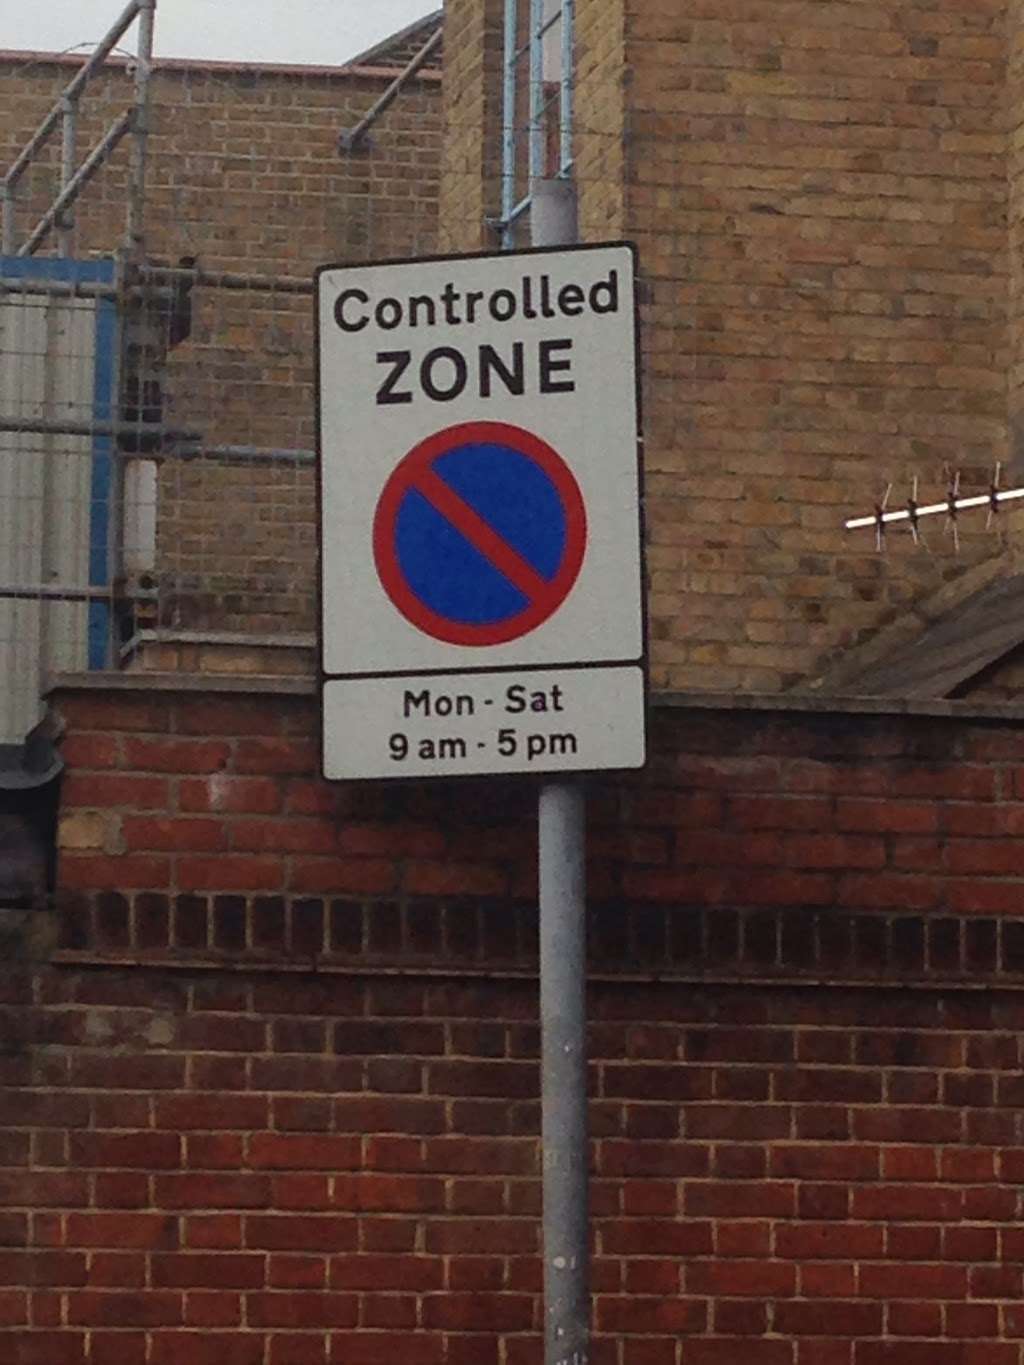 Controlled
ZONE
Mon - Sat
9 am - 5 pm